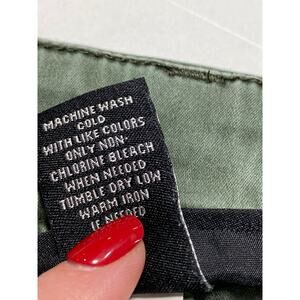 MACHINE WASH
COLD
WITH LIKE COLORS
ONLY NON-
CHLORINE BLEACH
WHEN NEEDED
TUMBLE DRY LOW
WARM IRON
IF NEEDED